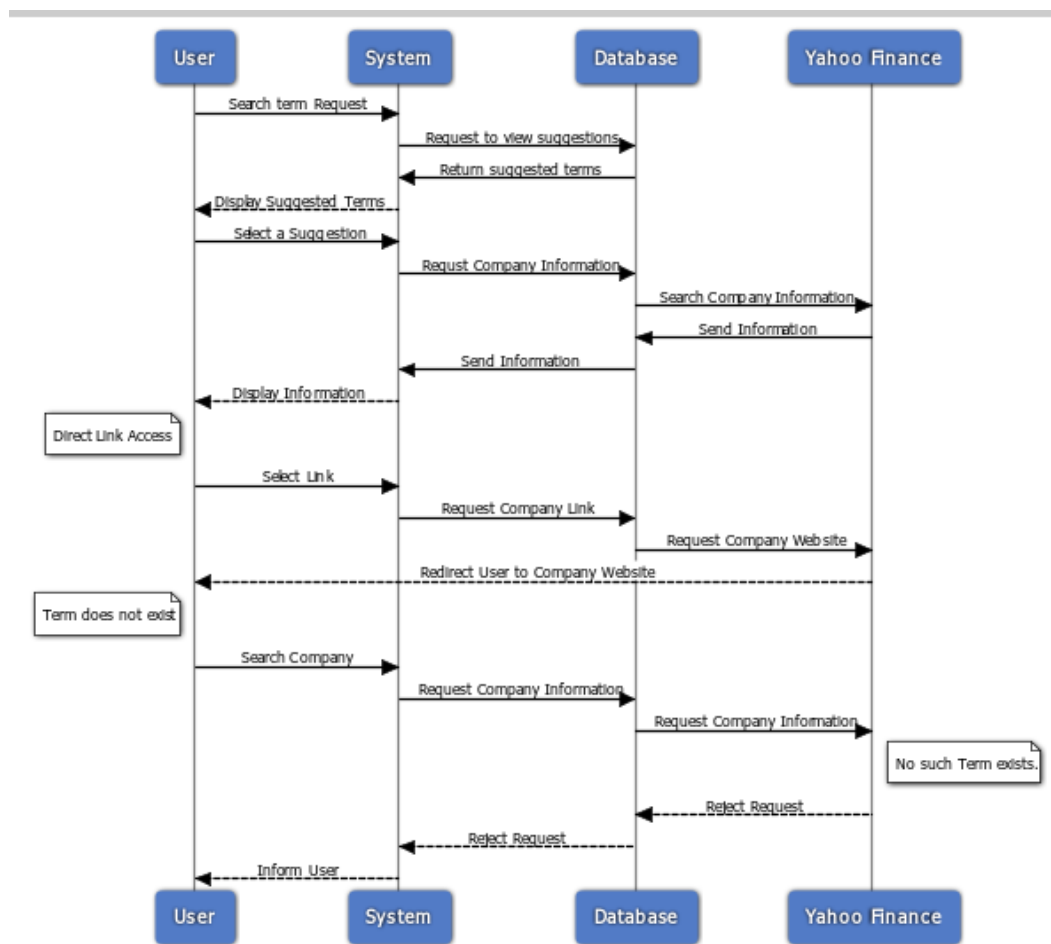 User
System
Database
Yahoo Finance
Search term Request
Request to view suggestions
Return suggested terms
Display Suggested Terms
Select a Suggestion
Requst Company Information
Search Company Information
Send Information
Send Information
Display Information
Direct Link Access
Select Link
Request Company Link
Request Company Website
Redirect User to Company Website
Term does not exist
Search Company
Request Company Information
Request Company Information
No such Term exists.
Reject Request
Reject Request
Inform User
User
System
Database
Yahoo Finance